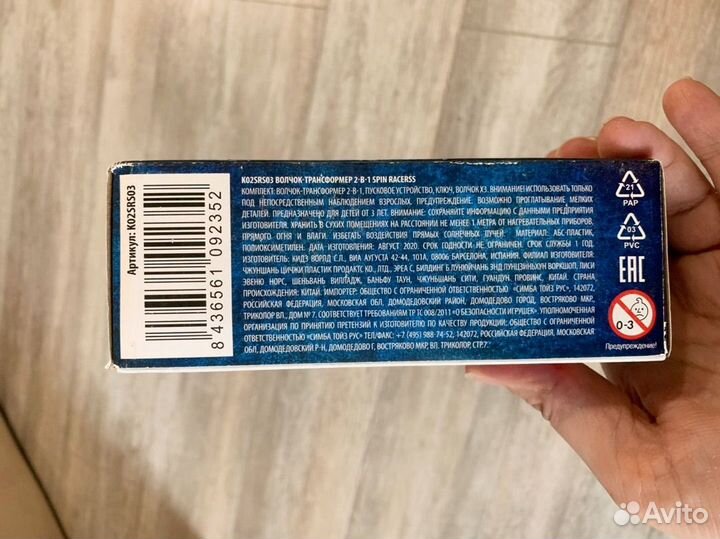 Артикул: K02SRS03
8 436561 092352
K02SRS03 ВОЛЧОК-ТРАНСФОРМЕР 2-В-1 SPIN RACERSS
КОМПЛЕКТ: ВОЛЧОК-ТРАНСФОРМЕР 2-В-1, ПУСКОВОЕ УСТРОЙСТВО, КЛЮЧ, ВОЛЧОК Х3. ВНИМАНИЕ! ИСПОЛЬЗОВАТЬ ТОЛЬКО
ПОД НЕПОСРЕДСТВЕННЫМ НАБЛЮДЕНИЕМ ВЗРОСЛЫХ. ПРЕДУПРЕЖДЕНИЕ. ВОЗМОЖНО ПРОГЛАТЫВАНИЕ МЕЛКИХ
ДЕТАЛЕЙ. ПРЕДНАЗНАЧЕНО ДЛЯ ДЕТЕЙ ОТ 3 ЛЕТ. ВНИМАНИЕ: СОХРАНЯЙТЕ ИНФОРМАЦИЮ С ДАННЫМИ ПРЕДПРИЯТИЯ
ИЗГОТОВИТЕЛЯ. ХРАНИТЬ В СУХИХ ПОМЕЩЕНИЯХ НА РАССТОЯНИИ НЕ МЕНЕЕ 1 МЕТРА ОТ НАГРЕВАТЕЛЬНЫХ ПРИБОРОВ,
ПРЯМОГО ОГНЯ И ВЛАГИ. ИЗБЕГАТЬ ВОЗДЕЙСТВИЯ ПРЯМЫХ СОЛНЕЧНЫХ ЛУЧЕЙ. МАТЕРИАЛ: АБС-ПЛАСТИК,
ПОЛИОКСИМЕТИЛЕН. ДАТА ИЗГОТОВЛЕНИЯ: АВГУСТ 2020. СРОК ГОДНОСТИ НЕ ОГРАНИЧЕН. СРОК СЛУЖБЫ 1 ГОД.
ИЗГОТОВИТЕЛЬ: КИДЗ ВОРЛД С.Л., ВИА АУГУСТА 42-44, 101А, 08006 БАРСЕЛОНА, ИСПАНИЯ. ФИЛИАЛ ИЗГОТОВИТЕЛЯ:
ЧЖУНШАНЬ ЦИЧЖИ ПЛАСТИК ПРОДАКТС КО., ЛТД., ЭРЕА С, БИЛДИНГ Б, ЛУНЮЙЧАНЬ ЭНД ЛУНШЭНЬХУОН ВОРКШОП, ЛИСИ
ЭВЕНЮ НОРС, ШЕНЬВАНЬ ВИЛЛАДЖ, БАНЬФУ ТАУН, ЧЖУНШАНЬ СИТИ, ГУАНДУН ПРОВИНС, КИТАЙ. СТРАНА
ПРОИСХОЖДЕНИЯ: КИТАЙ. ИМПОРТЕР: ОБЩЕСТВО С ОГРАНИЧЕННОЙ ОТВЕТСТВЕННОСТЬЮ «СИМБА ТОЙЗ РУС», 142072,
РОССИЙСКАЯ ФЕДЕРАЦИЯ, МОСКОВСКАЯ ОБЛ, ДОМОДЕДОВСКИЙ РАЙОН, ДОМОДЕДОВО ГОРОД, ВОСТРЯКОВО МКР.,
ТРИКОЛОР ВЛ., ДОМ № 7. СООТВЕТСТВУЕТ ТРЕБОВАНИЯМ ТР ТС 008/2011 «О БЕЗОПАСНОСТИ ИГРУШЕК». УПОЛНОМОЧЕННАЯ
ОРГАНИЗАЦИЯ ПО ПРИНЯТИЮ ПРЕТЕНЗИЙ К ИЗГОТОВИТЕЛЮ ПО КАЧЕСТВУ ПРОДУКЦИИ: ОБЩЕСТВО С ОГРАНИЧЕННОЙ
ОТВЕТСТВЕННОСТЬЮ «СИМБА ТОЙЗ РУС» ТЕЛ/ФАКС: +7 (495) 988-74-52, 142072, РОССИЙСКАЯ ФЕДЕРАЦИЯ, МОСКОВСКАЯ
ОБЛ, ДОМОДЕДОВСКИЙ Р-Н, ДОМОДЕДОВО Г, ВОСТРЯКОВО МКР, ВЛ. ТРИКОЛОР, СТР.7.
21
PAP
03
PVC
EAC
0-3
Предупреждение!
Avito